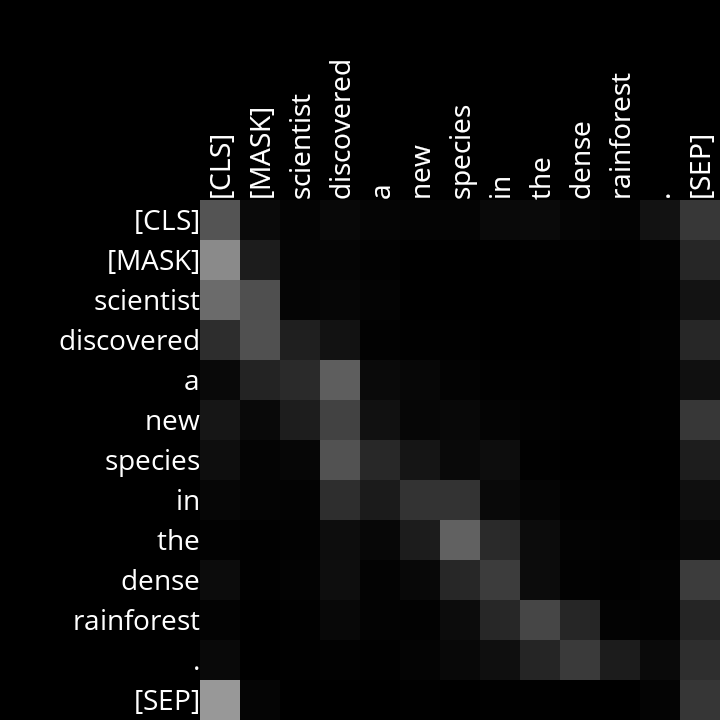 [CLS]
[MASK]
scientist
discovered
a
new
species
in
the
dense
rainforest
.
[SEP]
[CLS]
[MASK]
scientist
discovered
a
new
species
in
the
dense
rainforest
.
[SEP]